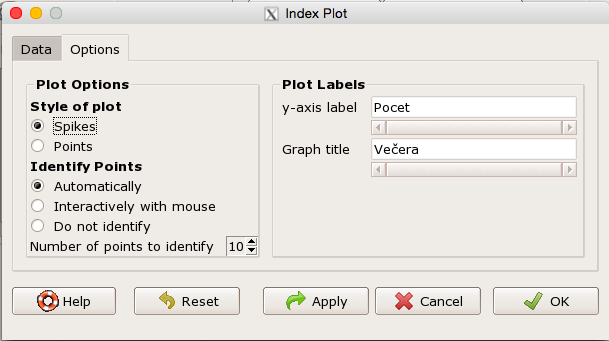 Index Plot
Data Options
Plot Options
Style of plot
Spikes
Points
Identify Points
Automatically
Interactively with mouse
Do not identify
Number of points to identify 10
Plot Labels
y-axis label Pocet
Graph title Večera
Help Reset Apply Cancel OK